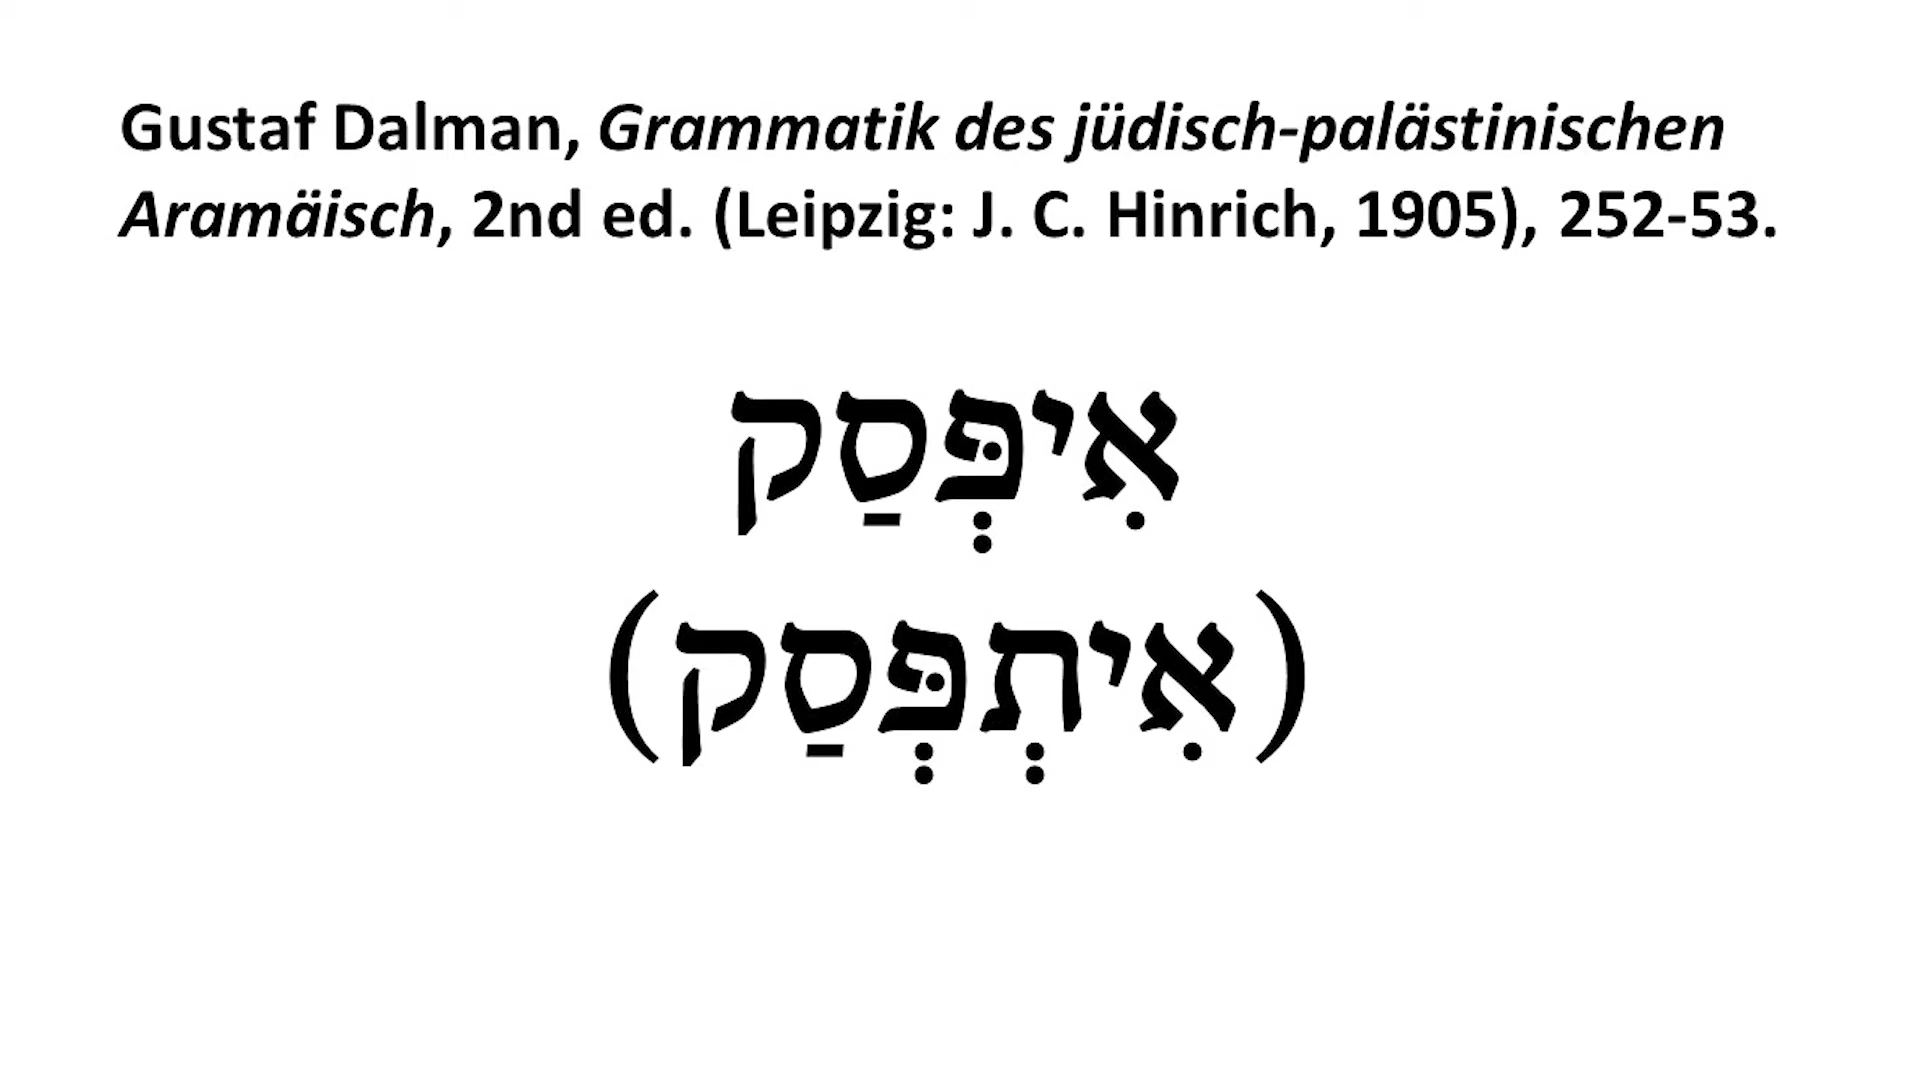 Gustaf Dalman, Grammatik des jüdisch-palästinischen
Aramäisch, 2nd ed. (Leipzig: J. C. Hinrich, 1905), 252-53.
אִיפְּסַק
(אִיתְפְּסַק)